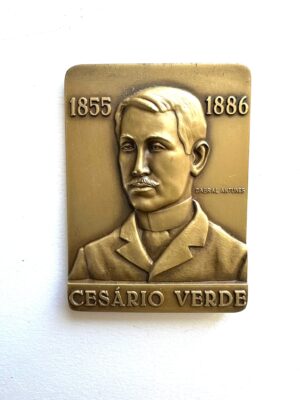 1855 1886
CABRAL ANTUNES
CESÁRIO VERDE